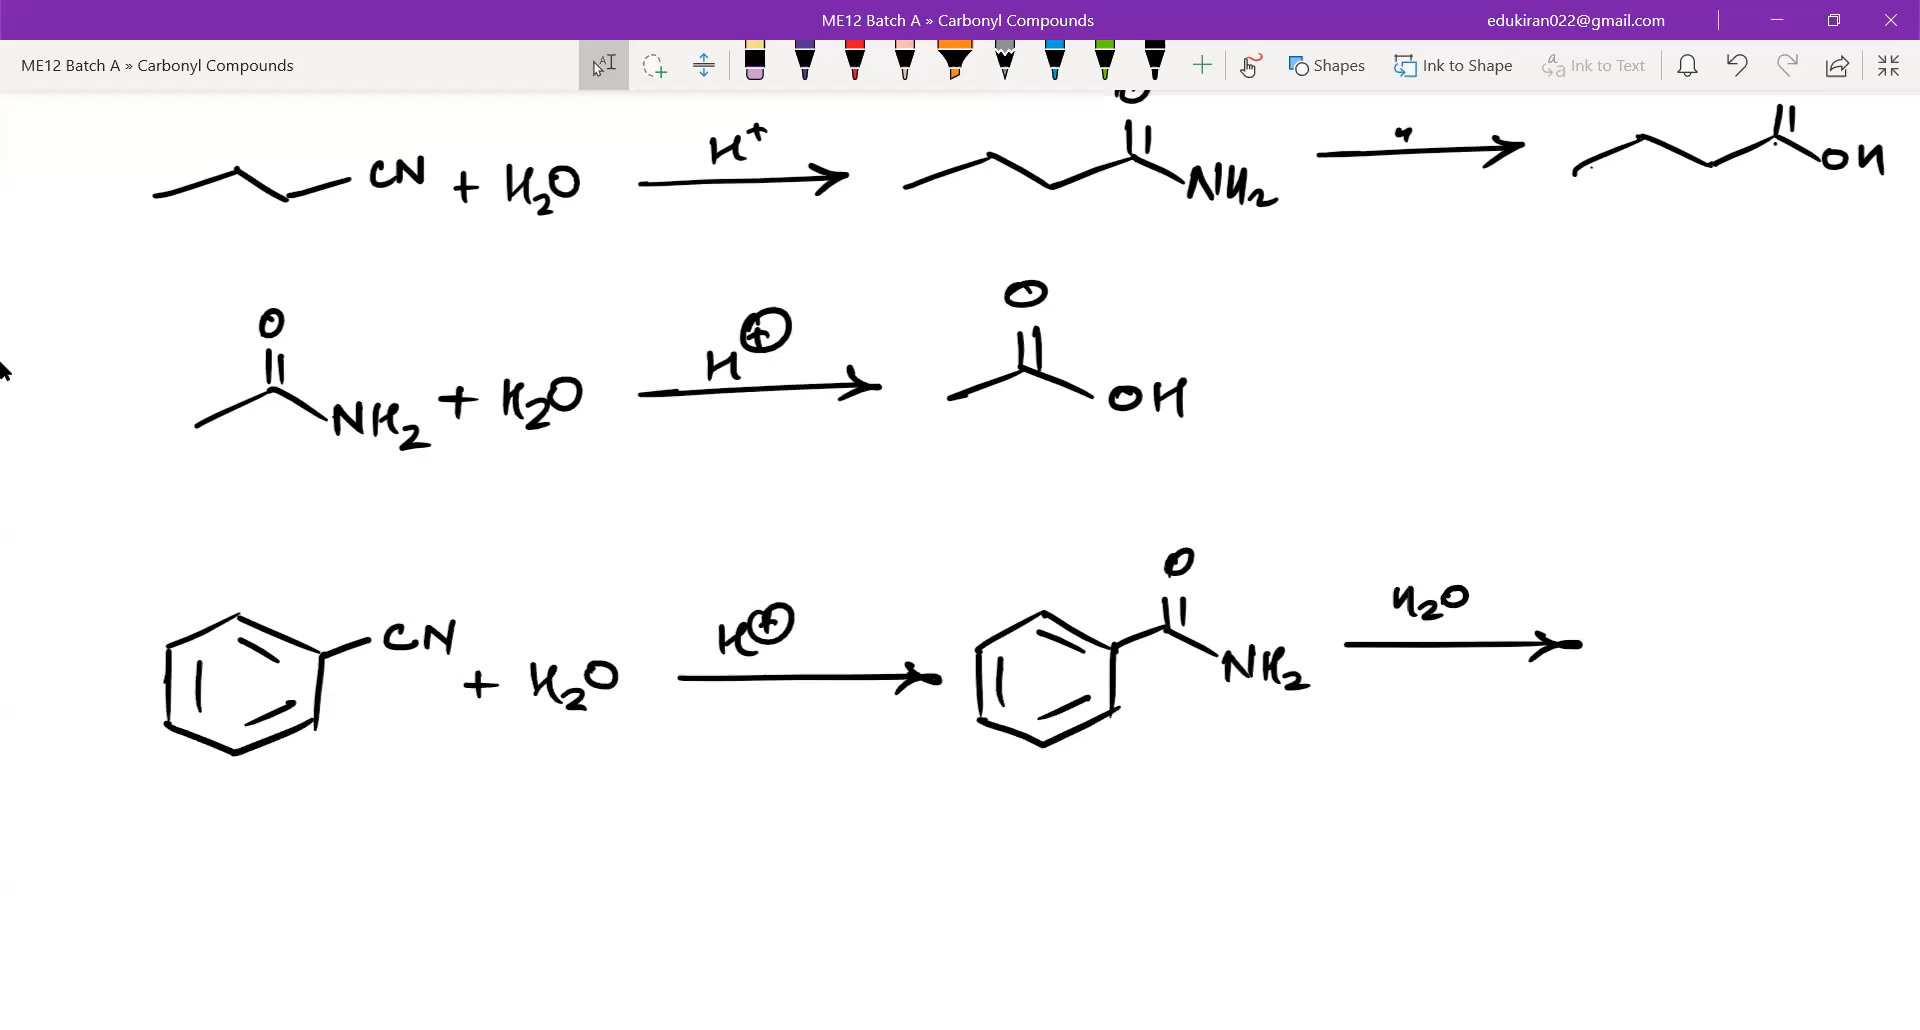 ME12 Batch A » Carbonyl Compounds
edukiran022@gmail.com
ME12 Batch A » Carbonyl Compounds
Shapes
Ink to Shape
Ink to Text
CN + H2O
H+
O
NH2
OH
O
NH2 + H2O
H+
O
OH
CN + H2O
H+
O
NH2
H2O